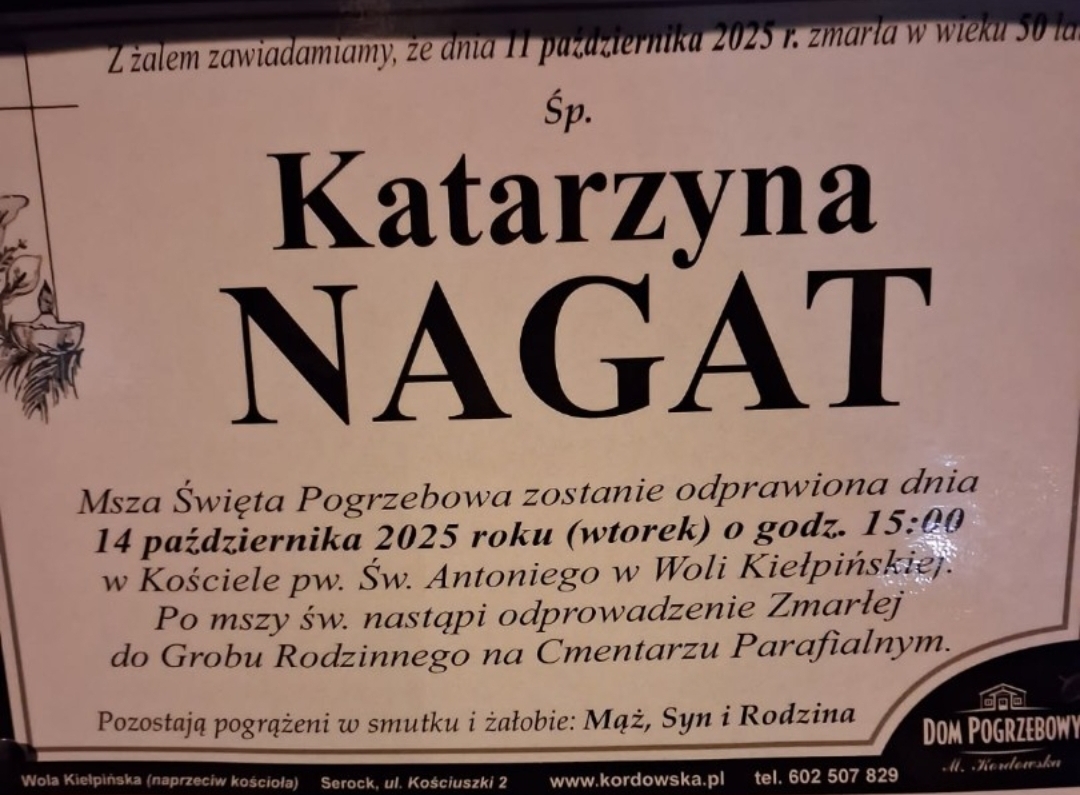 Z żalem zawiadamiamy, że dnia 11 października 2025 r. zmarła w wieku 50 la
Śp.
Katarzyna
NAGAT
Msza Święta Pogrzebowa zostanie odprawiona dnia
14 października 2025 roku (wtorek) o godz. 15:00
w Kościele pw. Św. Antoniego w Woli Kiełpińskiej.
Po mszy św. nastąpi odprowadzenie Zmarłej
do Grobu Rodzinnego na Cmentarzu Parafialnym.
Pozostają pogrążeni w smutku i żałobie: Mąż, Syn i Rodzina
DOM POGRZEBOWY
M. Kordowska
Wola Kiełpińska (naprzeciw kościoła) Serock, ul. Kościuszki 2 www.kordowska.pl tel. 602 507 829